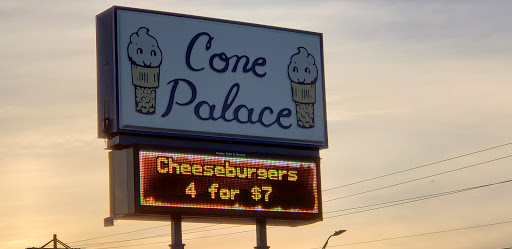 Cone
Palace
Cheeseburgers
4 for $7